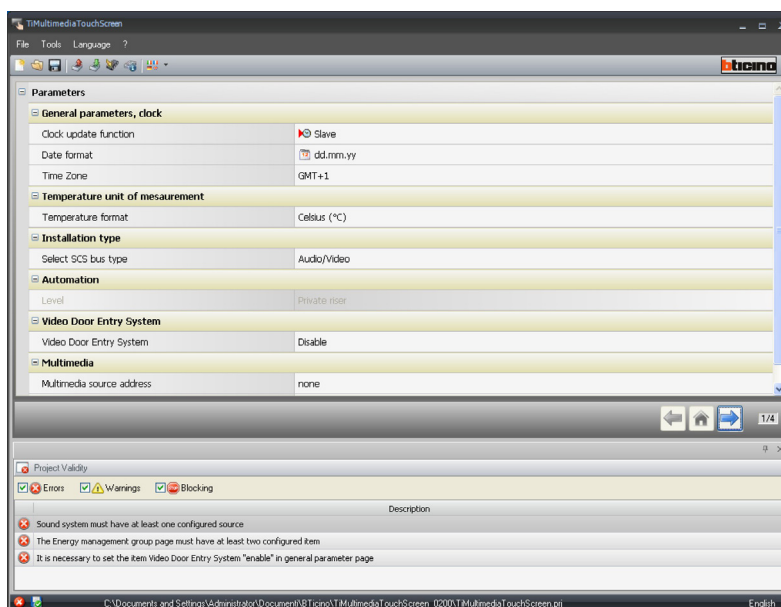 TiMultimediaTouchScreen
File Tools Language ?
bticino
Parameters
General parameters, clock
Clock update function Slave
Date format dd.mm.yy
Time Zone GMT+1
Temperature unit of mesaurement
Temperature format Celsius (°C)
Installation type
Select SCS bus type Audio/Video
Automation
Level Private riser
Video Door Entry System
Video Door Entry System Disable
Multimedia
Multimedia source address none
1/4
Project Validity
Errors Warnings Blocking
Description
Sound system must have at least one configured source
The Energy management group page must have at least two configured item
It is necessary to set the item Video Door Entry System "enable" in general parameter page
C:\Documents and Settings\Administrator\Documenti\BTicino\TiMultimediaTouchScreen_0200\TiMultimediaTouchScreen.prj English